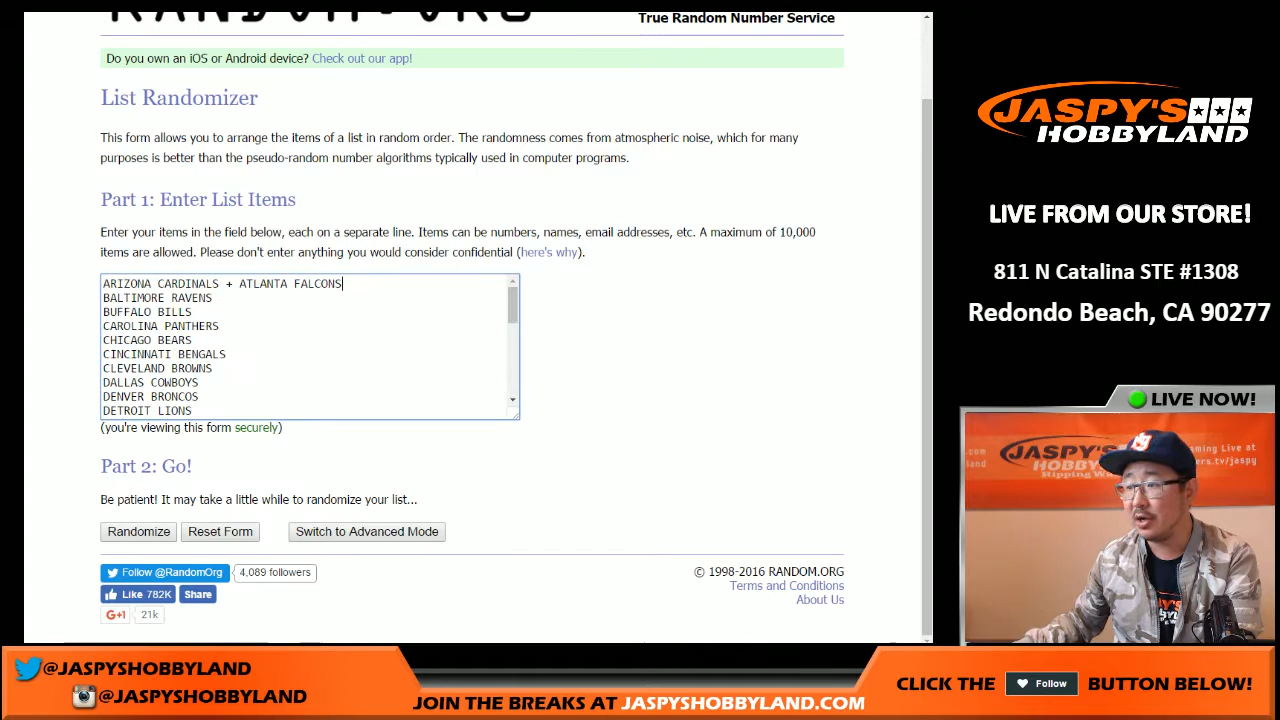 RANDOM.ORG
True Random Number Service
Do you own an iOS or Android device? Check out our app!
List Randomizer
This form allows you to arrange the items of a list in random order. The randomness comes from atmospheric noise, which for many
purposes is better than the pseudo-random number algorithms typically used in computer programs.
Part 1: Enter List Items
Enter your items in the field below, each on a separate line. Items can be numbers, names, email addresses, etc. A maximum of 10,000
items are allowed. Please don't enter anything you would consider confidential (here's why).
ARIZONA CARDINALS + ATLANTA FALCONS
BALTIMORE RAVENS
BUFFALO BILLS
CAROLINA PANTHERS
CHICAGO BEARS
CINCINNATI BENGALS
CLEVELAND BROWNS
DALLAS COWBOYS
DENVER BRONCOS
DETROIT LIONS
(you're viewing this form securely)
Part 2: Go!
Be patient! It may take a little while to randomize your list...
Randomize Reset Form Switch to Advanced Mode
Follow @RandomOrg 4,089 followers
Like 782K Share
G+1 21k
© 1998-2016 RANDOM.ORG
Terms and Conditions
About Us
JASPY'S
HOBBYLAND
LIVE FROM OUR STORE!
811 N Catalina STE #1308
Redondo Beach, CA 90277
LIVE NOW!
JASPY'S
HOBBYLAND
@JASPYSHOBBYLAND
@JASPYSHOBBYLAND
JOIN THE BREAKS AT JASPYSHOBBYLAND.COM
CLICK THE Follow BUTTON BELOW!